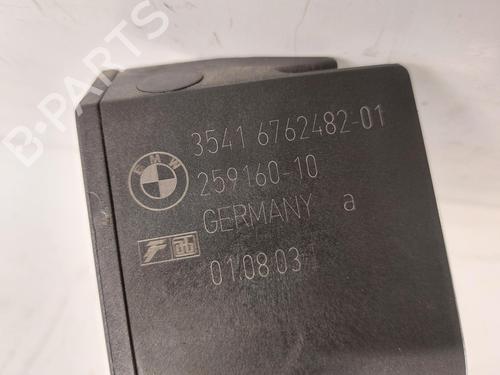 B-PARTS
BMW
3541 6762482-01
259160-10
GERMANY a
01.08.03